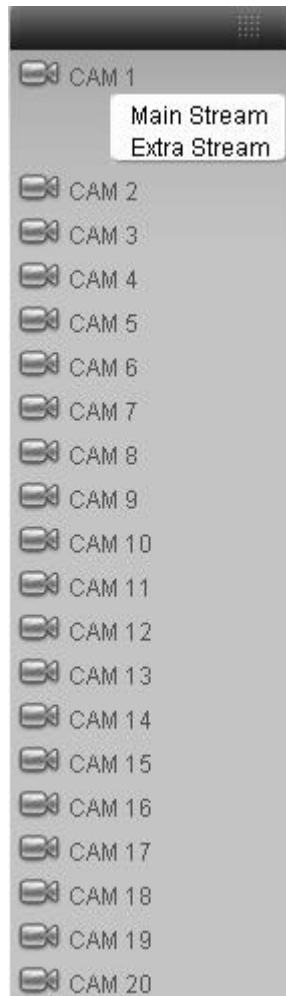 CAM 1
Main Stream
Extra Stream
CAM 2
CAM 3
CAM 4
CAM 5
CAM 6
CAM 7
CAM 8
CAM 9
CAM 10
CAM 11
CAM 12
CAM 13
CAM 14
CAM 15
CAM 16
CAM 17
CAM 18
CAM 19
CAM 20